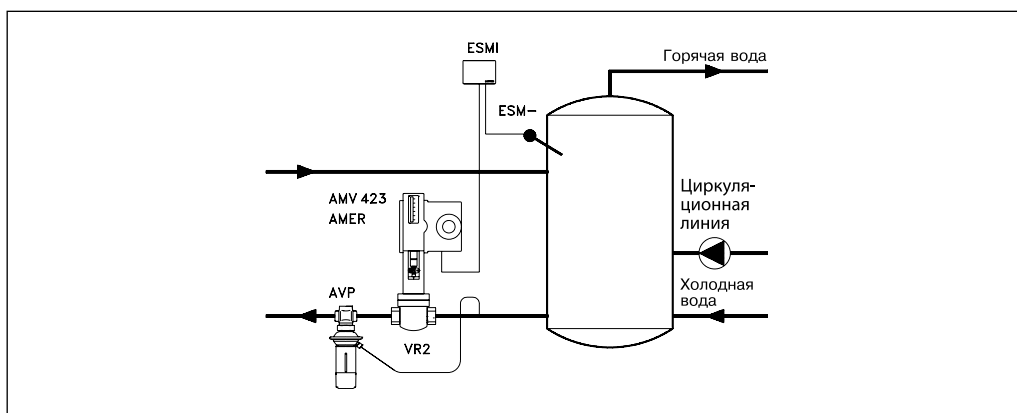 ESMI
Горячая вода
ESM-
AMV 423
AMER
Циркуля-
ционная
линия
AVP
Холодная
вода
VR2